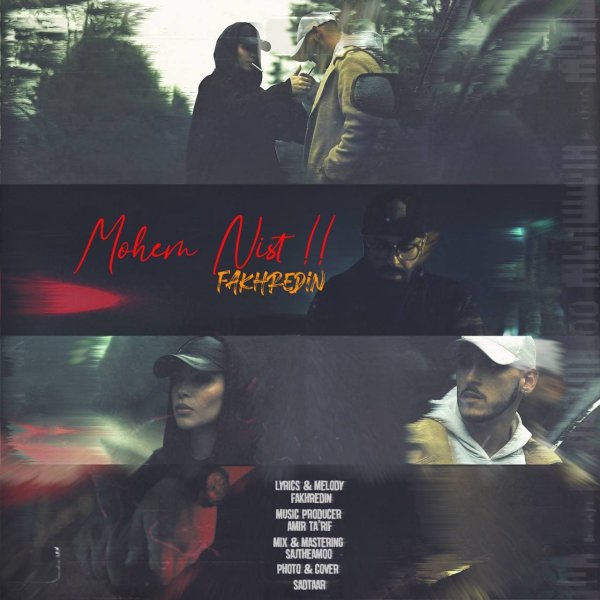 Mohem Nist !!
FAKHREDiN
LYRICS & MELODY
FAKHREDIN
MUSIC PRODUCER
AMIR TA'RIF
MIX & MASTERING
SAJTHEAMOO
PHOTO & COVER
SADTAAR